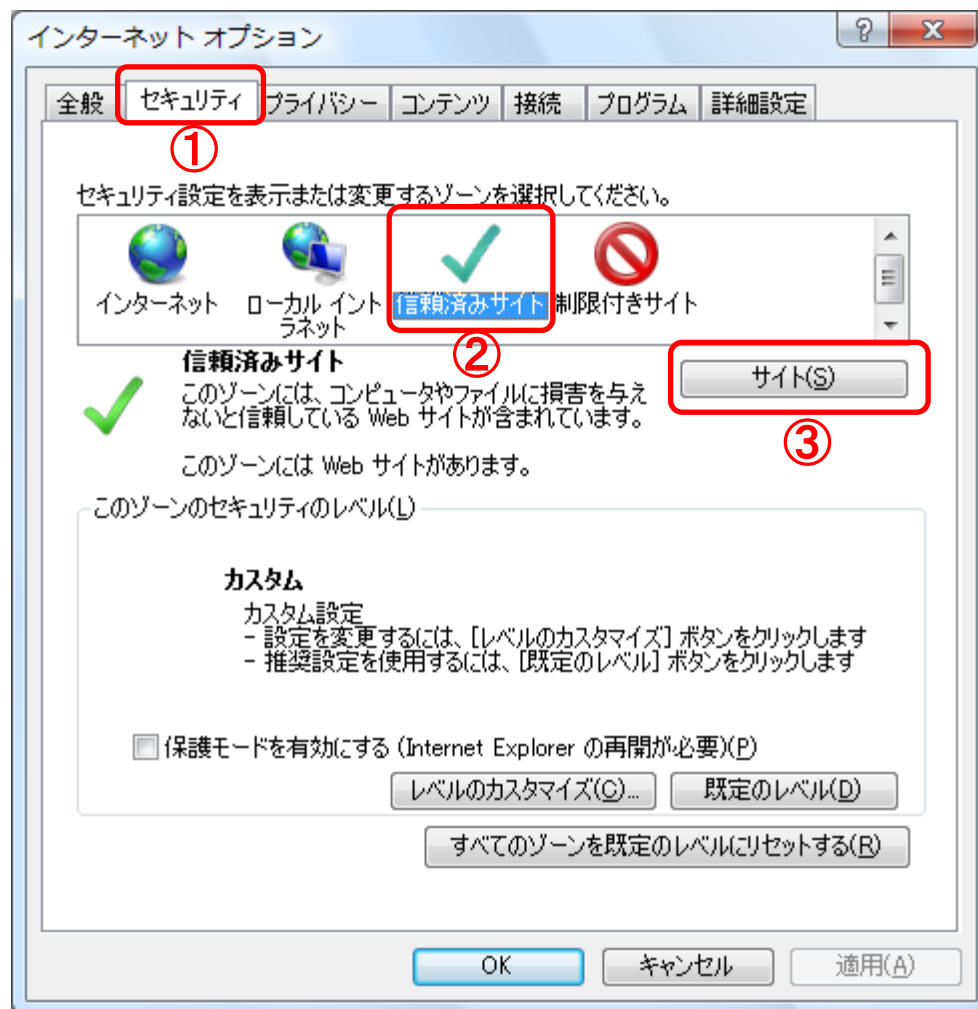 インターネット オプション
全般 セキュリティ プライバシー コンテンツ 接続 プログラム 詳細設定
①
セキュリティ設定を表示または変更するゾーンを選択してください。
インターネット
ローカル イント
ラネット
信頼済みサイト
制限付きサイト
②
信頼済みサイト
このゾーンには、コンピュータやファイルに損害を与え
ないと信頼している Web サイトが含まれています。
このゾーンには Web サイトがあります。
サイト(S)
③
このゾーンのセキュリティのレベル(L)
カスタム
カスタム設定
- 設定を変更するには、[レベルのカスタマイズ] ボタンをクリックします
- 推奨設定を使用するには、[既定のレベル] ボタンをクリックします
保護モードを有効にする (Internet Explorer の再開が必要)(P)
レベルのカスタマイズ(C)... 既定のレベル(D)
すべてのゾーンを既定のレベルにリセットする(R)
OK キャンセル 適用(A)